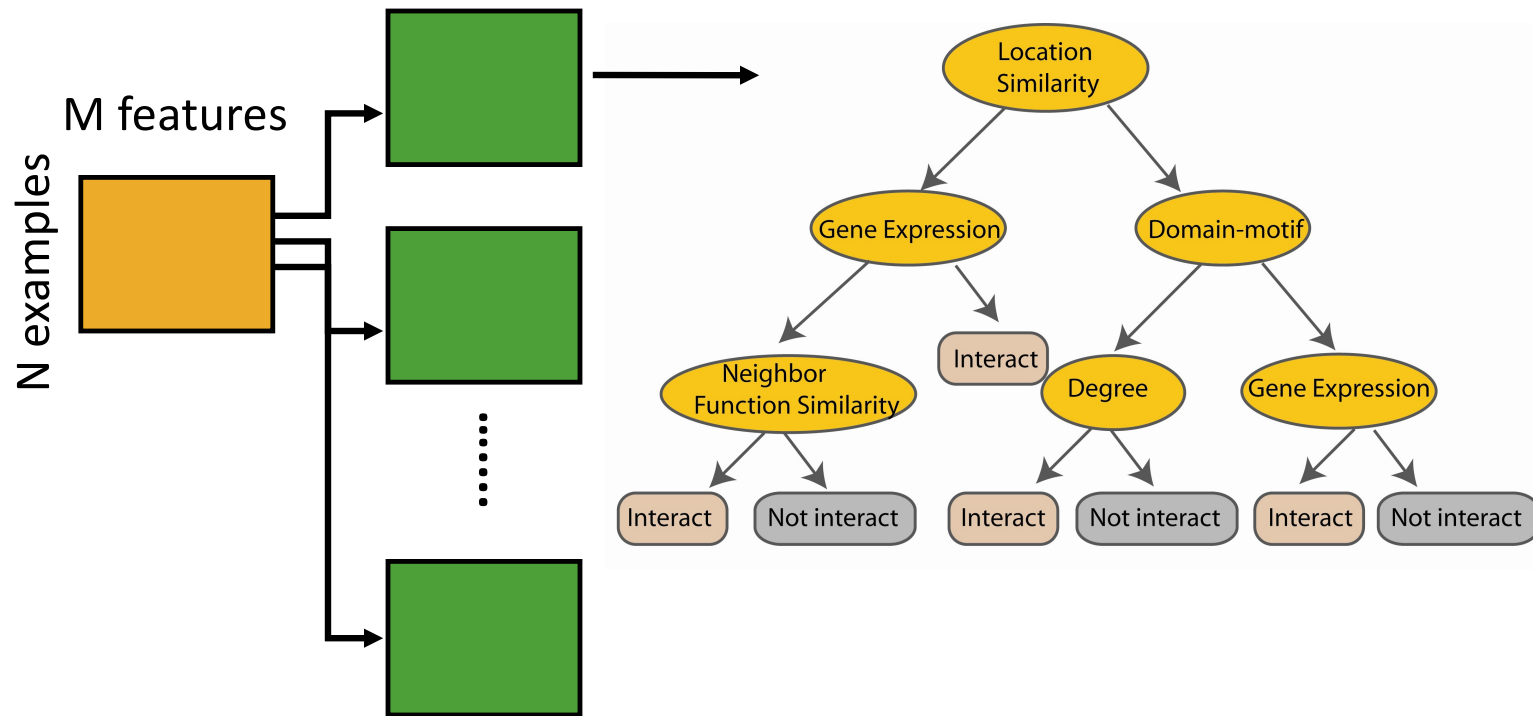 M features
N examples
Location
Similarity
Gene Expression
Domain-motif
Interact
Neighbor
Function Similarity
Degree
Gene Expression
Interact
Not interact
Interact
Not interact
Interact
Not interact